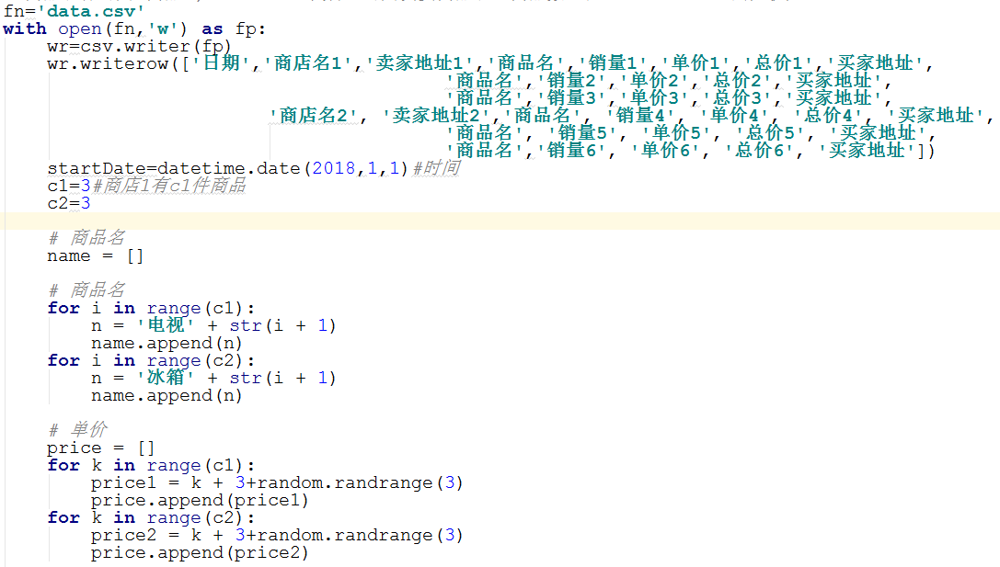 fn='data.csv'
with open(fn,'w') as fp:
    wr=csv.writer(fp)
    wr.writerow(['日期','商店名1','卖家地址1','商品名','销量1','单价1','总价1','买家地址',
                                    '商品名','销量2','单价2','总价2','买家地址',
                                    '商品名','销量3','单价3','总价3','买家地址',
                    '商店名2', '卖家地址2','商品名', '销量4', '单价4', '总价4', '买家地址',
                                    '商品名', '销量5', '单价5', '总价5', '买家地址',
                                    '商品名','销量6', '单价6', '总价6', '买家地址'])
    startDate=datetime.date(2018,1,1)#时间
    c1=3#商店1有c1件商品
    c2=3
    # 商品名
    name = []
    # 商品名
    for i in range(c1):
        n = '电视' + str(i + 1)
        name.append(n)
    for i in range(c2):
        n = '冰箱' + str(i + 1)
        name.append(n)
    # 单价
    price = []
    for k in range(c1):
        price1 = k + 3+random.randrange(3)
        price.append(price1)
    for k in range(c2):
        price2 = k + 3+random.randrange(3)
        price.append(price2)